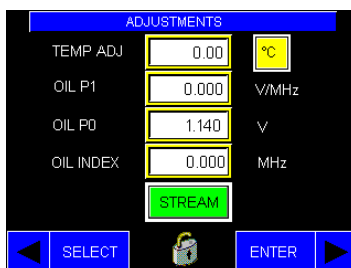 ADJUSTMENTS
TEMP ADJ 0.00 °C
OIL P1 0.000 V/MHz
OIL P0 1.140 V
OIL INDEX 0.000 MHz
STREAM
SELECT ENTER